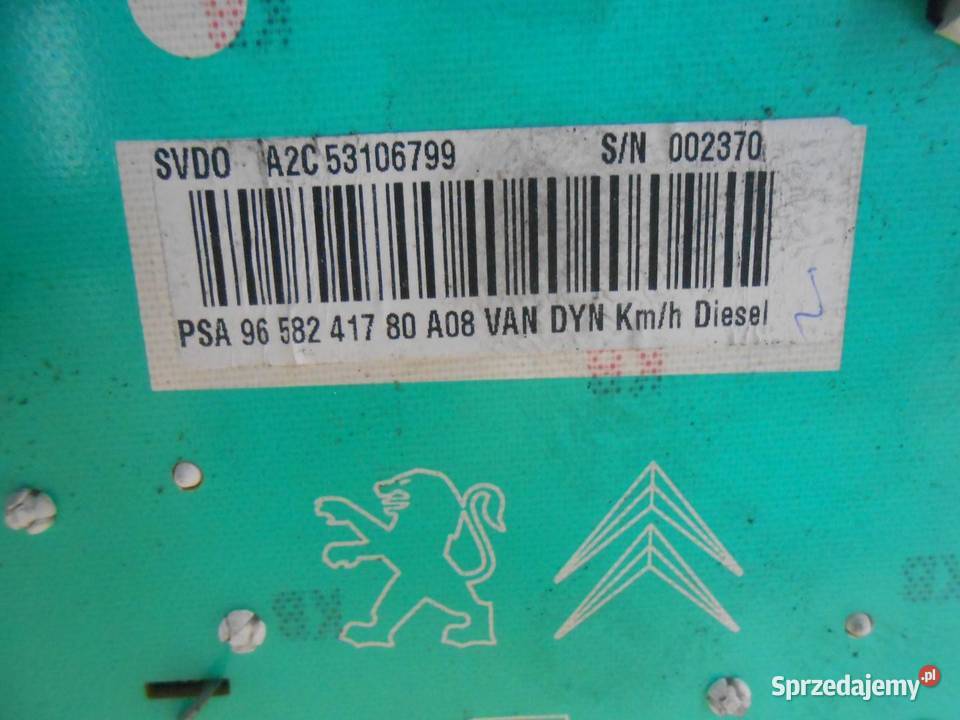 SVDO A2C 53106799 S/N 002370
PSA 96 582 417 80 A08 VAN DYN Km/h Diesel
Sprzedajemy.pl